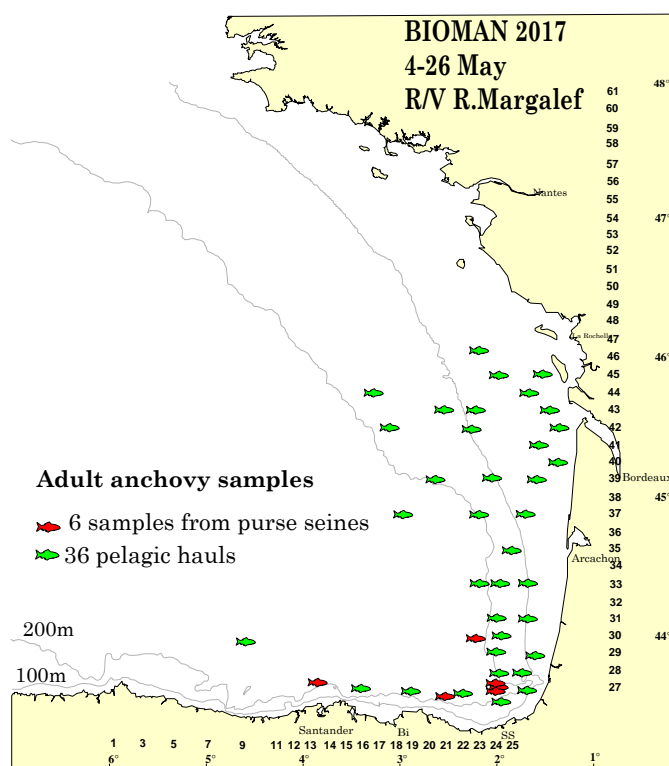 BIOMAN 2017
4-26 May
R/V R.Margalef
48°
61
60
59
58
57
56
Nantes
55
54
47°
53
52
51
50
49
48
47
La Rochelle
46
46°
45
44
43
42
41
40
Adult anchovy samples
39
Bordeaux
38
45°
6 samples from purse seines
37
36
36 pelagic hauls
35
Arcachon
34
33
32
31
200m
30
44°
29
28
100m
27
Santander
Bi
SS
1 3 5 7 9 11 12 13 14 15 16 17 18 19 20 21 22 23 24 25
6° 5° 4° 3° 2° 1°